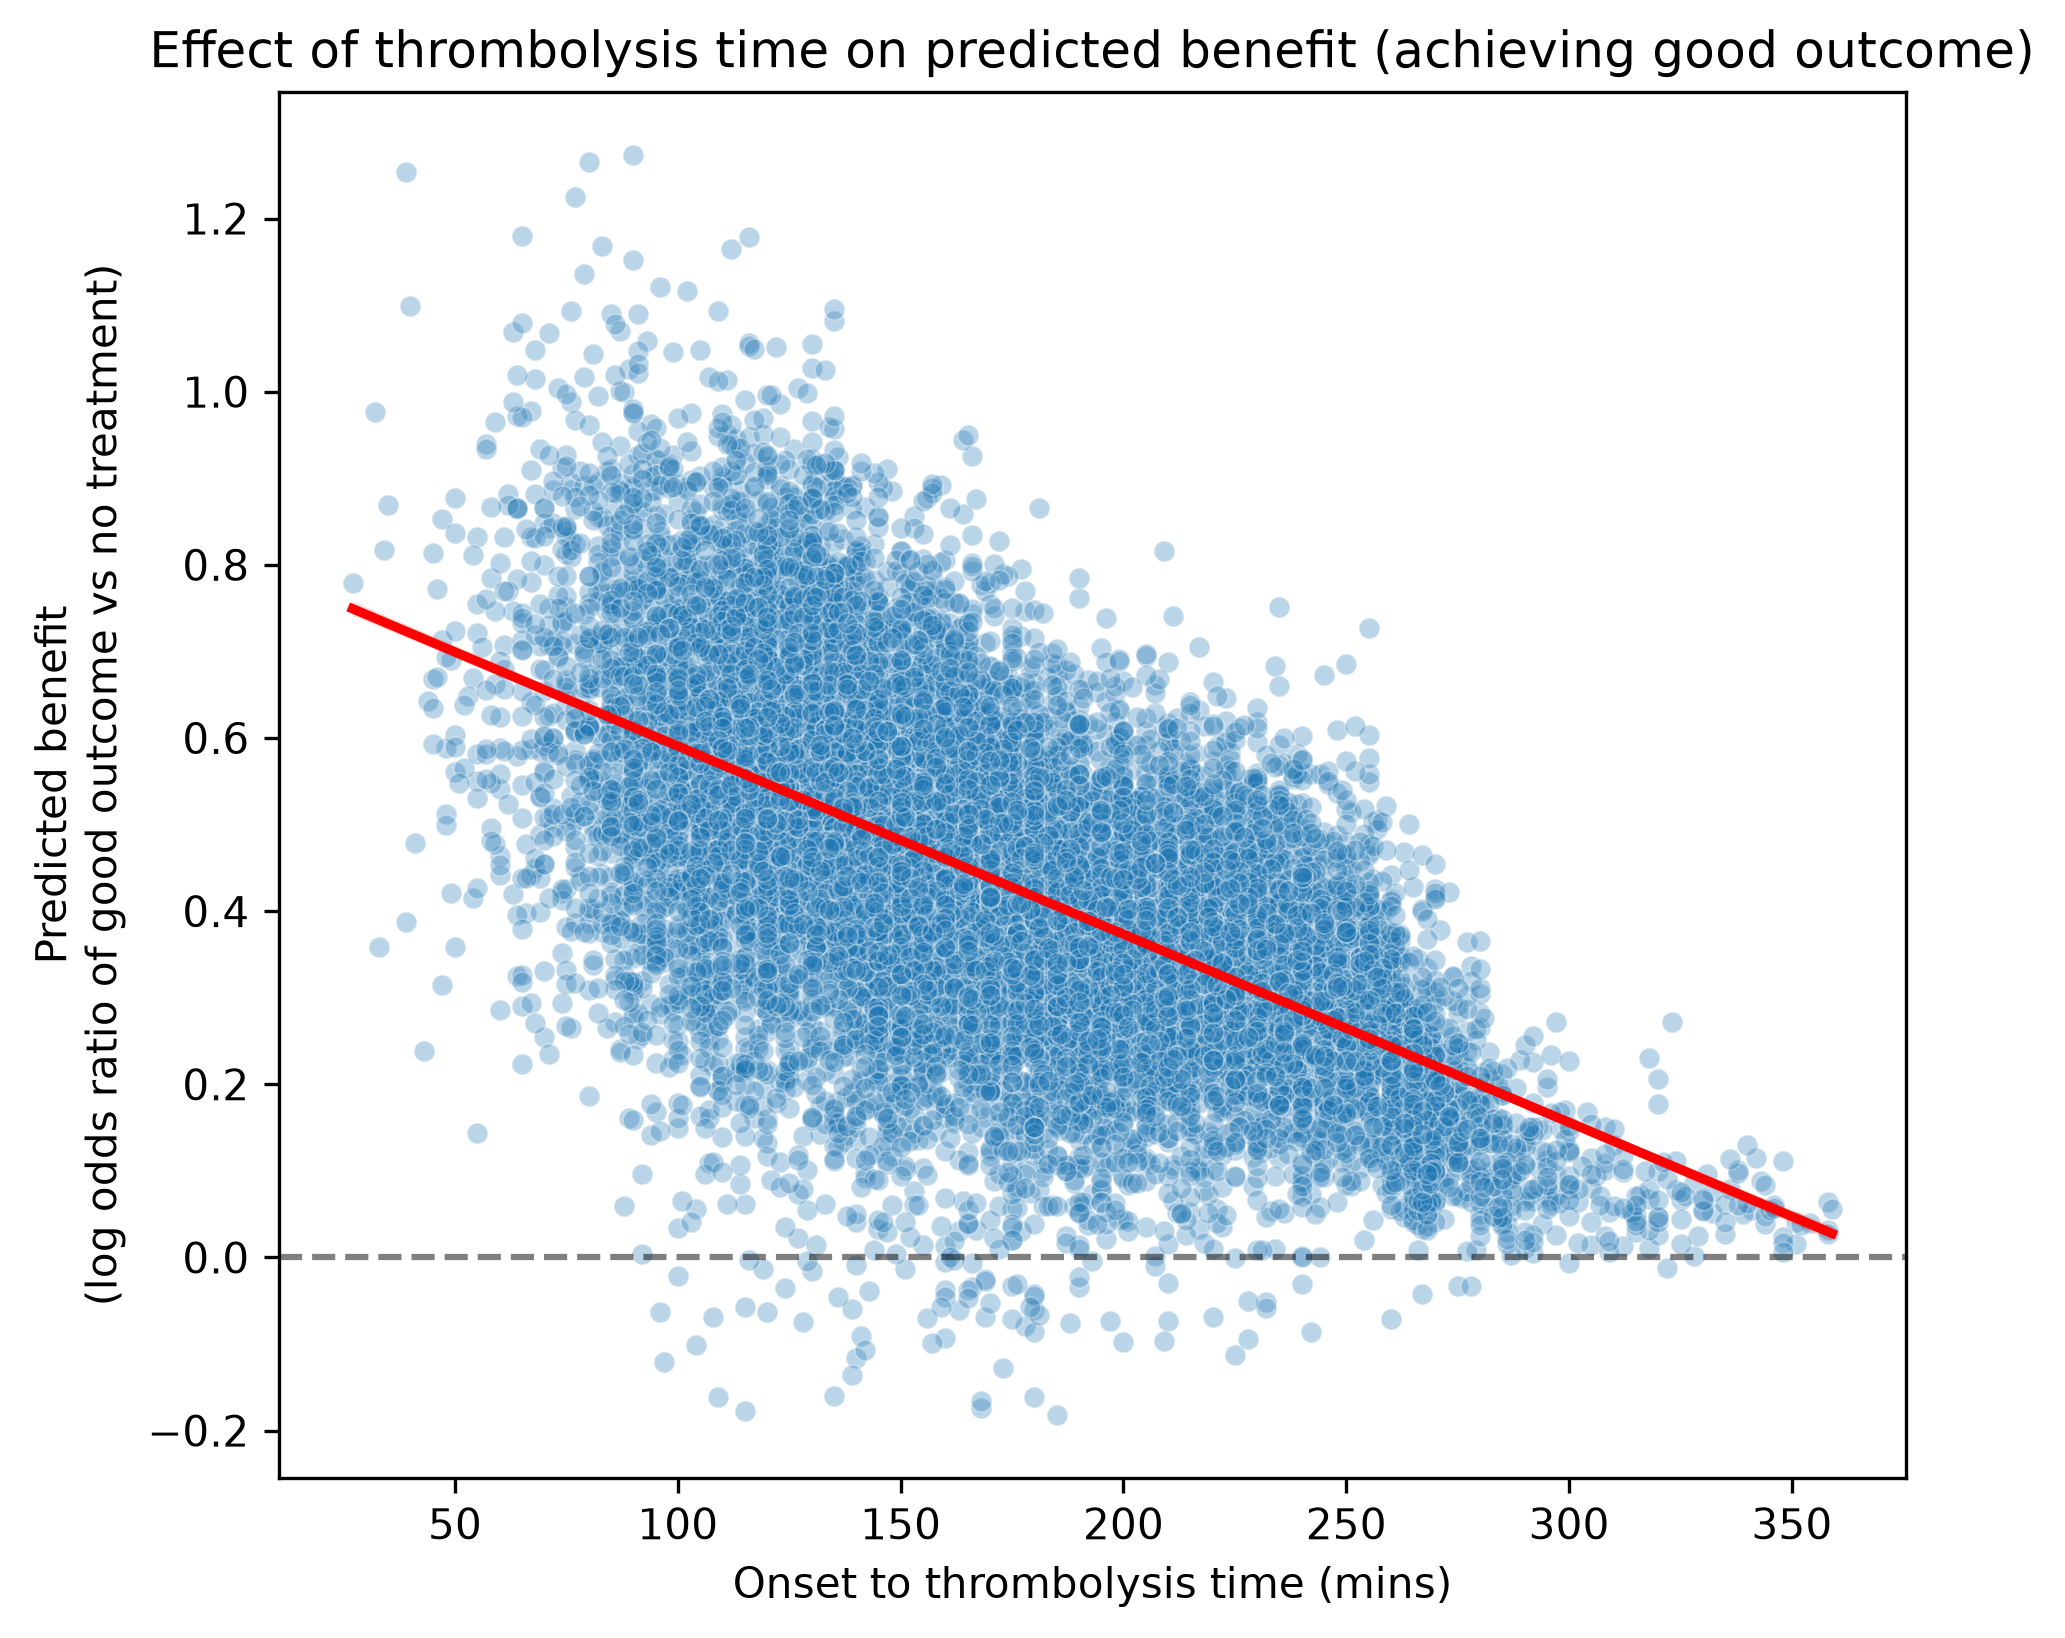 Effect of thrombolysis time on predicted benefit (achieving good outcome)
Predicted benefit
(log odds ratio of good outcome vs no treatment)
1.2
1.0
0.8
0.6
0.4
0.2
0.0
−0.2
50 100 150 200 250 300 350
Onset to thrombolysis time (mins)